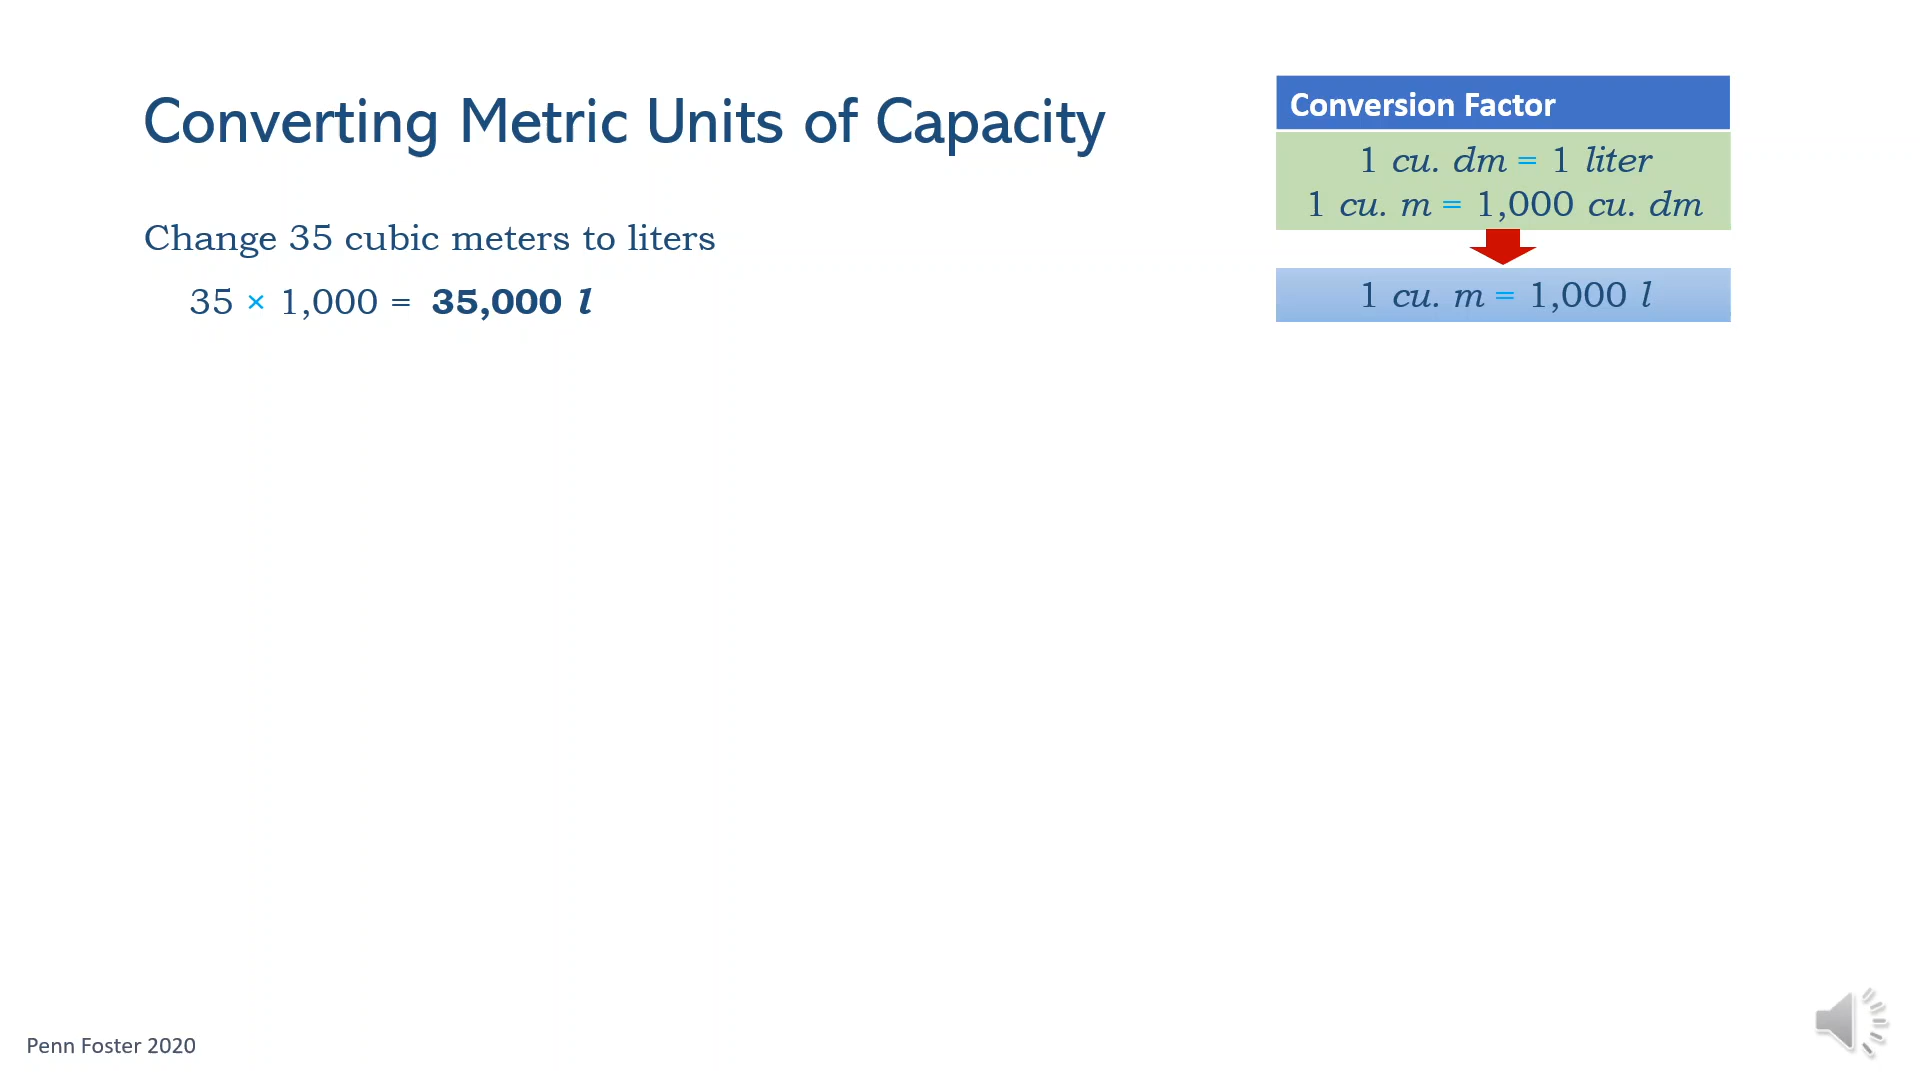 Converting Metric Units of Capacity
Change 35 cubic meters to liters
35 × 1,000 = 35,000 l
Conversion Factor
1 cu. dm = 1 liter
1 cu. m = 1,000 cu. dm
1 cu. m = 1,000 l
Penn Foster 2020